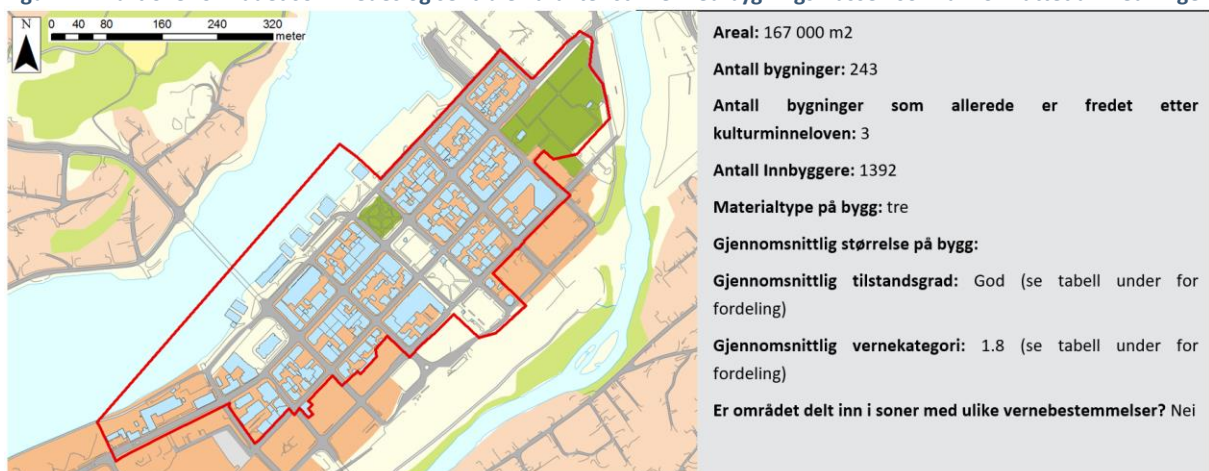 N
0 40 80 160 240 320
meter
Areal: 167 000 m2
Antall bygninger: 243
Antall bygninger som allerede er fredet etter
kulturminneloven: 3
Antall Innbyggere: 1392
Materialtype på bygg: tre
Gjennomsnittlig størrelse på bygg:
Gjennomsnittlig tilstandsgrad: God (se tabell under for
fordeling)
Gjennomsnittlig vernekategori: 1.8 (se tabell under for
fordeling)
Er området delt inn i soner med ulike vernebestemmelser? Nei